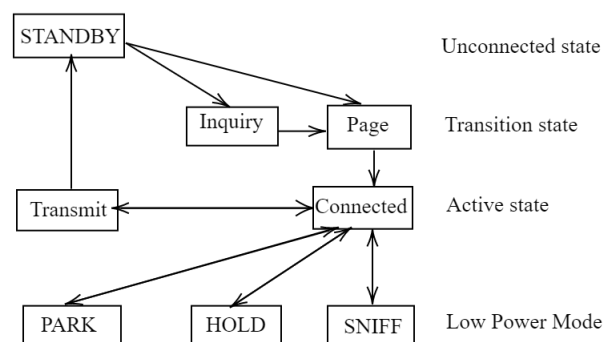 STANDBY
Unconnected state
Inquiry
Page
Transition state
Transmit
Connected
Active state
PARK
HOLD
SNIFF
Low Power Mode